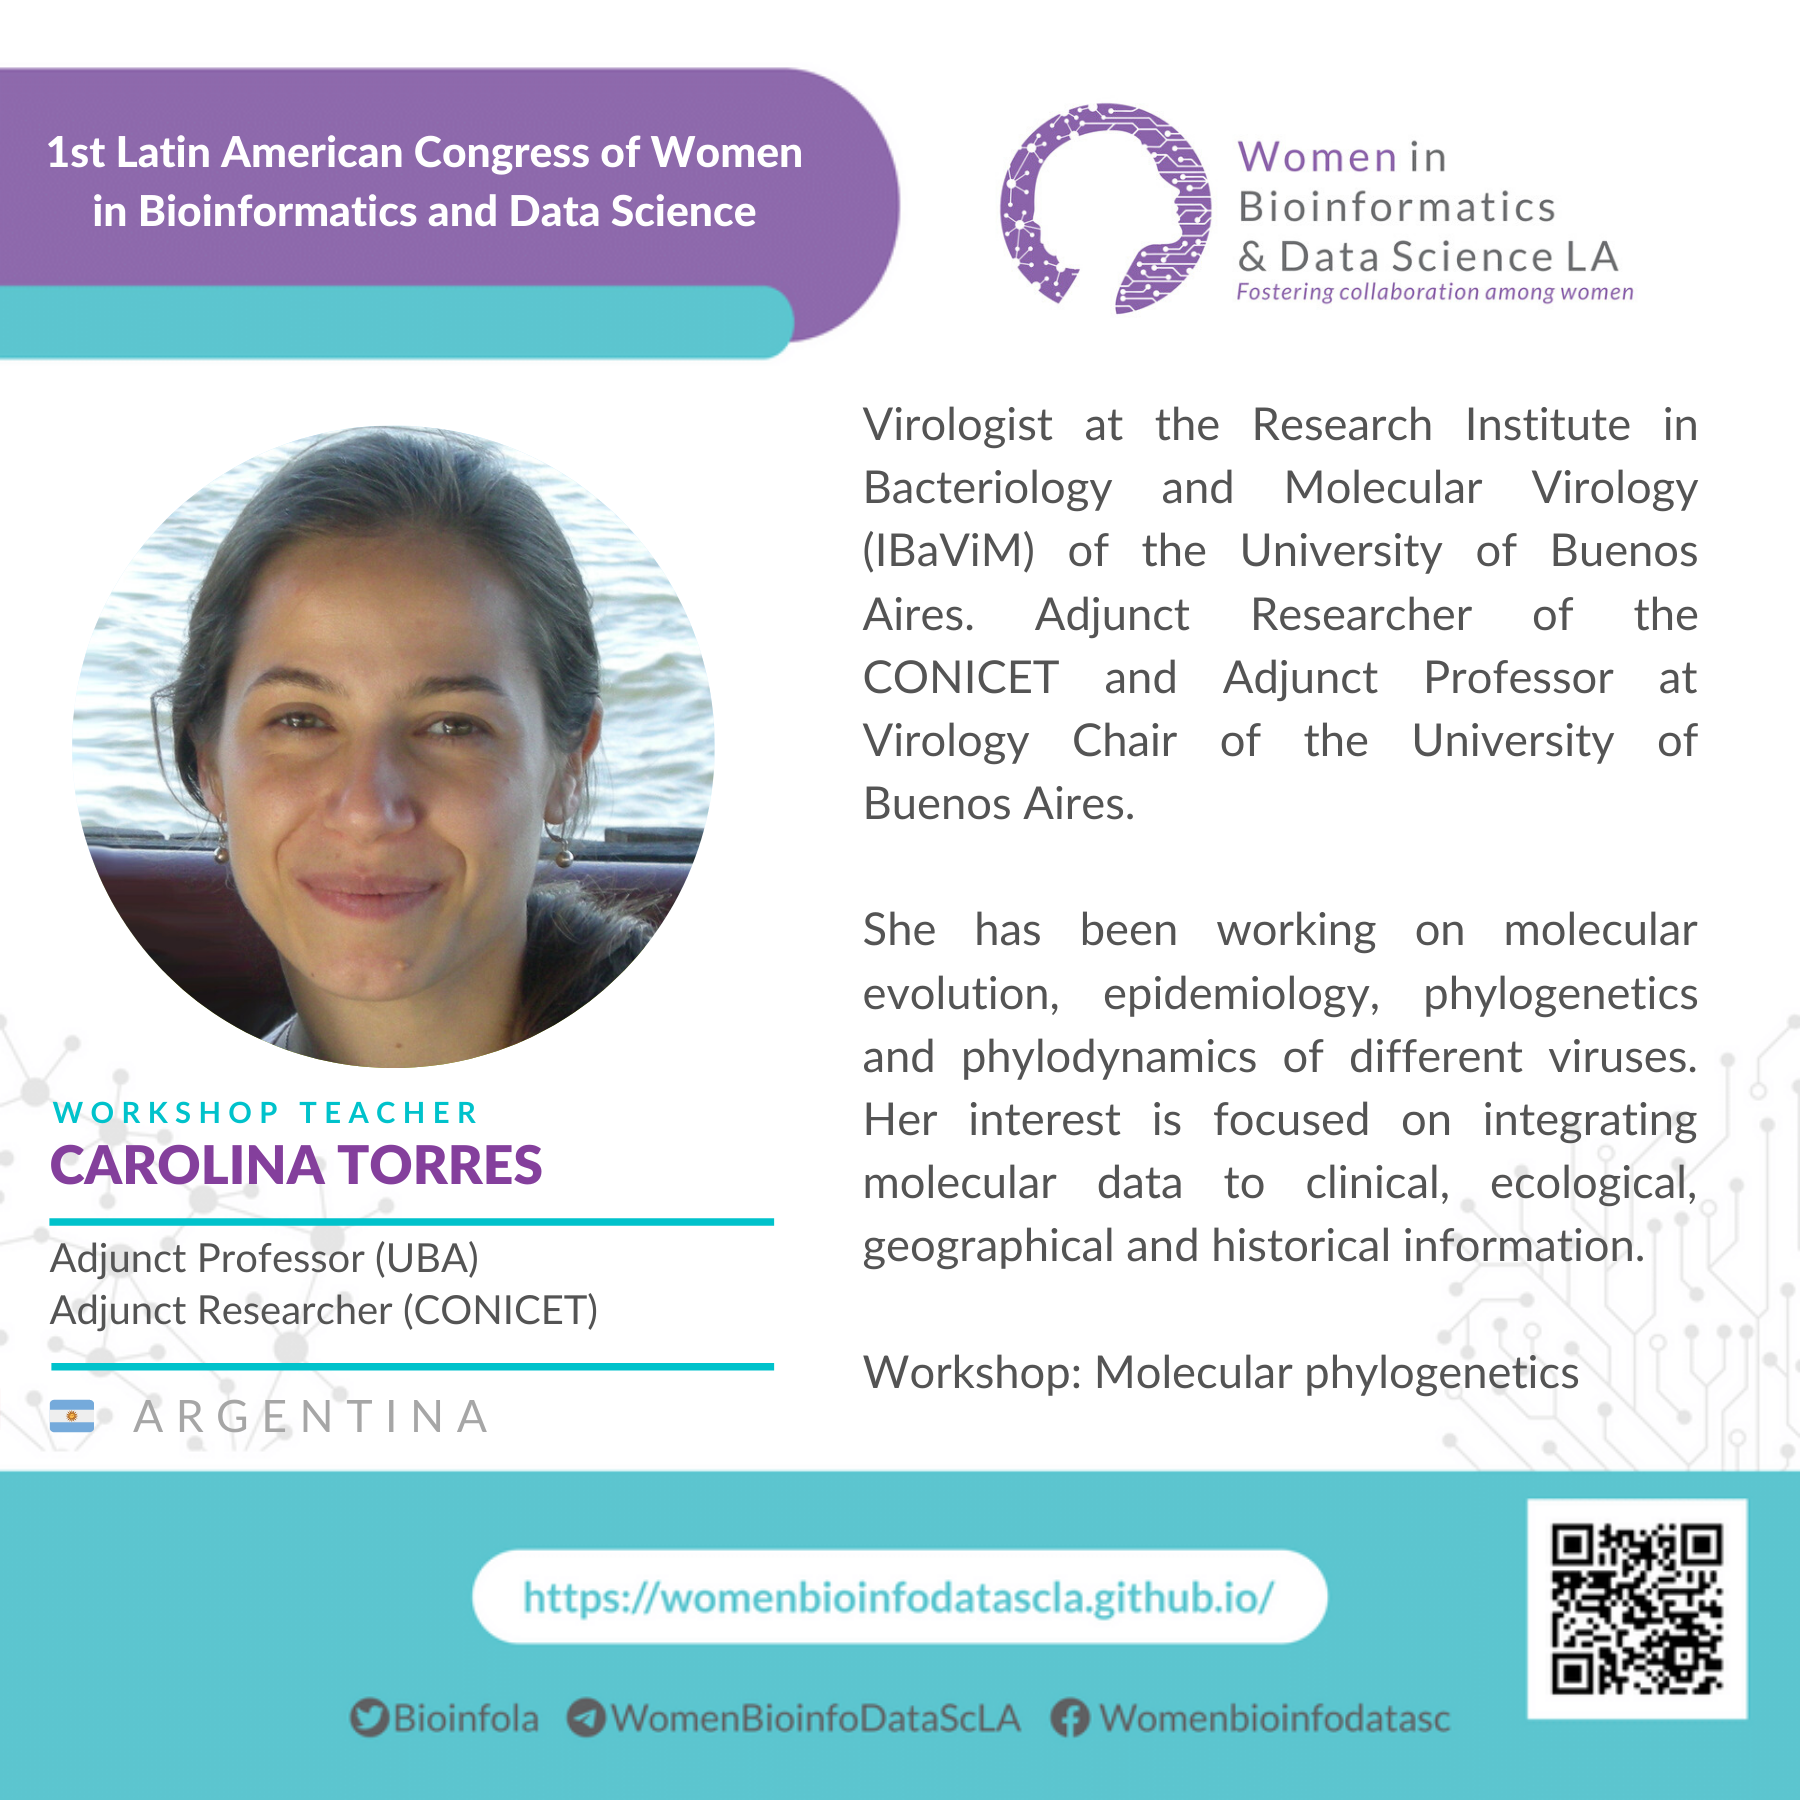 1st Latin American Congress of Women
in Bioinformatics and Data Science
Women in
Bioinformatics
& Data Science LA
Fostering collaboration among women
Virologist at the Research Institute in
Bacteriology and Molecular Virology
(IBaViM) of the University of Buenos
Aires. Adjunct Researcher of the
CONICET and Adjunct Professor at
Virology Chair of the University of
Buenos Aires.
She has been working on molecular
evolution, epidemiology, phylogenetics
and phylodynamics of different viruses.
Her interest is focused on integrating
molecular data to clinical, ecological,
geographical and historical information.
Workshop: Molecular phylogenetics
WORKSHOP TEACHER
CAROLINA TORRES
Adjunct Professor (UBA)
Adjunct Researcher (CONICET)
ARGENTINA
https://womenbioinfodatascla.github.io/
Bioinfola WomenBioinfoDataScLA Womenbioinfodatasc